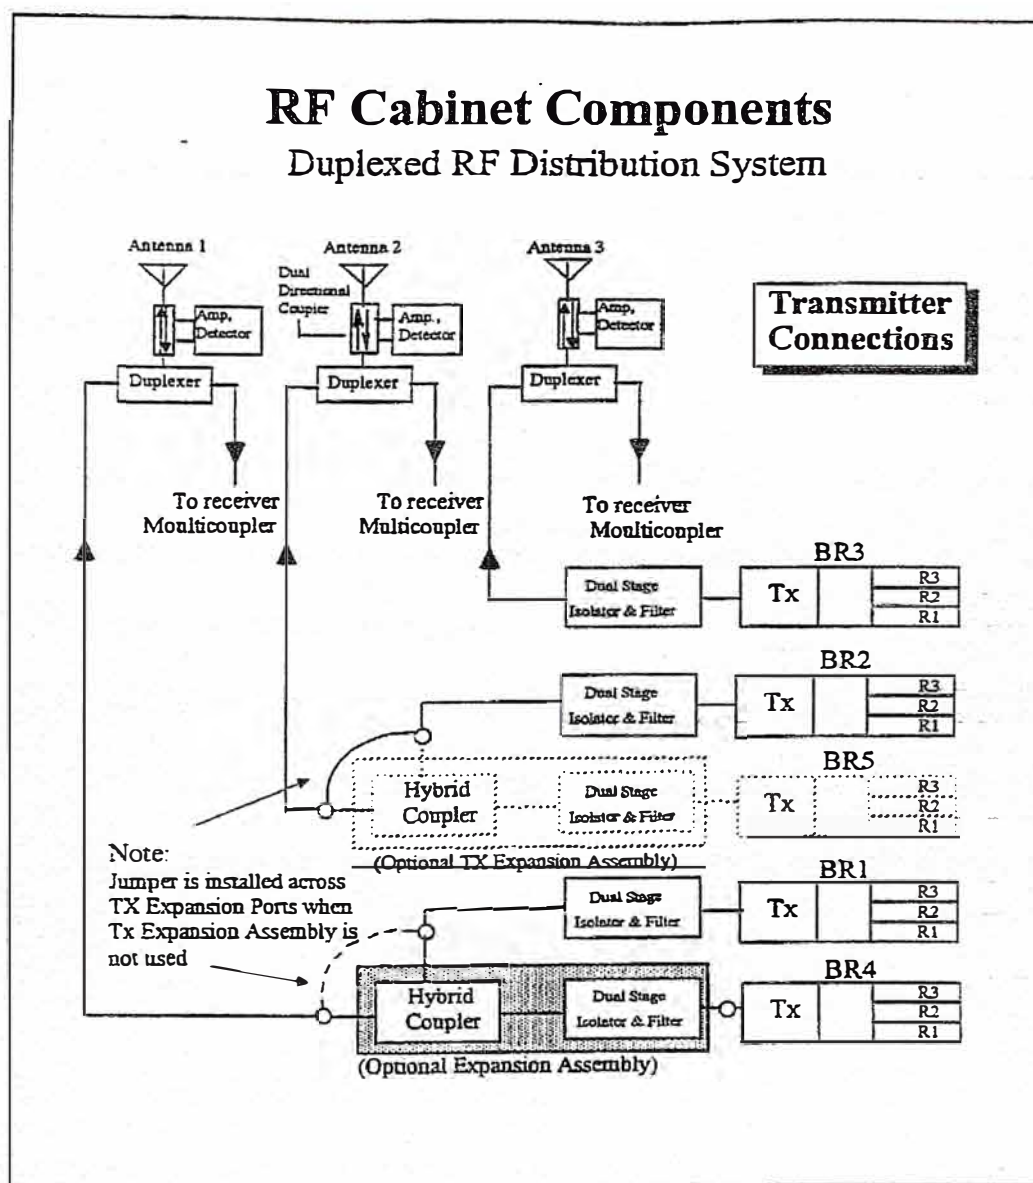 RF Cabinet Components
Duplexed RF Distribution System
Antenna 1
Antenna 2
Antenna 3
Dual
Directional
Coupler
Amp,
Detector
Amp.,
Detector
Amp,
Detector
Transmitter
Connections
Duplexer
Duplexer
Duplexer
To receiver
Moulticoupler
To receiver
Multicoupler
To receiver
Moulticoupler
BR3
Dual Stage
Isolator & Filter
Tx
R3
R2
R1
BR2
Dual Stage
Isolator & Filter
Tx
R3
R2
R1
BR5
Hybrid
Coupler
Dual Stage
Isolator & Filter
Tx
R3
R2
R1
(Optional TX Expansion Assembly)
Note:
Jumper is installed across
TX Expansion Ports when
Tx Expansion Assembly is
not used
BR1
Dual Stage
Isolator & Filter
Tx
R3
R2
R1
BR4
Hybrid
Coupler
Dual Stage
Isolator & Filter
Tx
R3
R2
R1
(Optional Expansion Assembly)